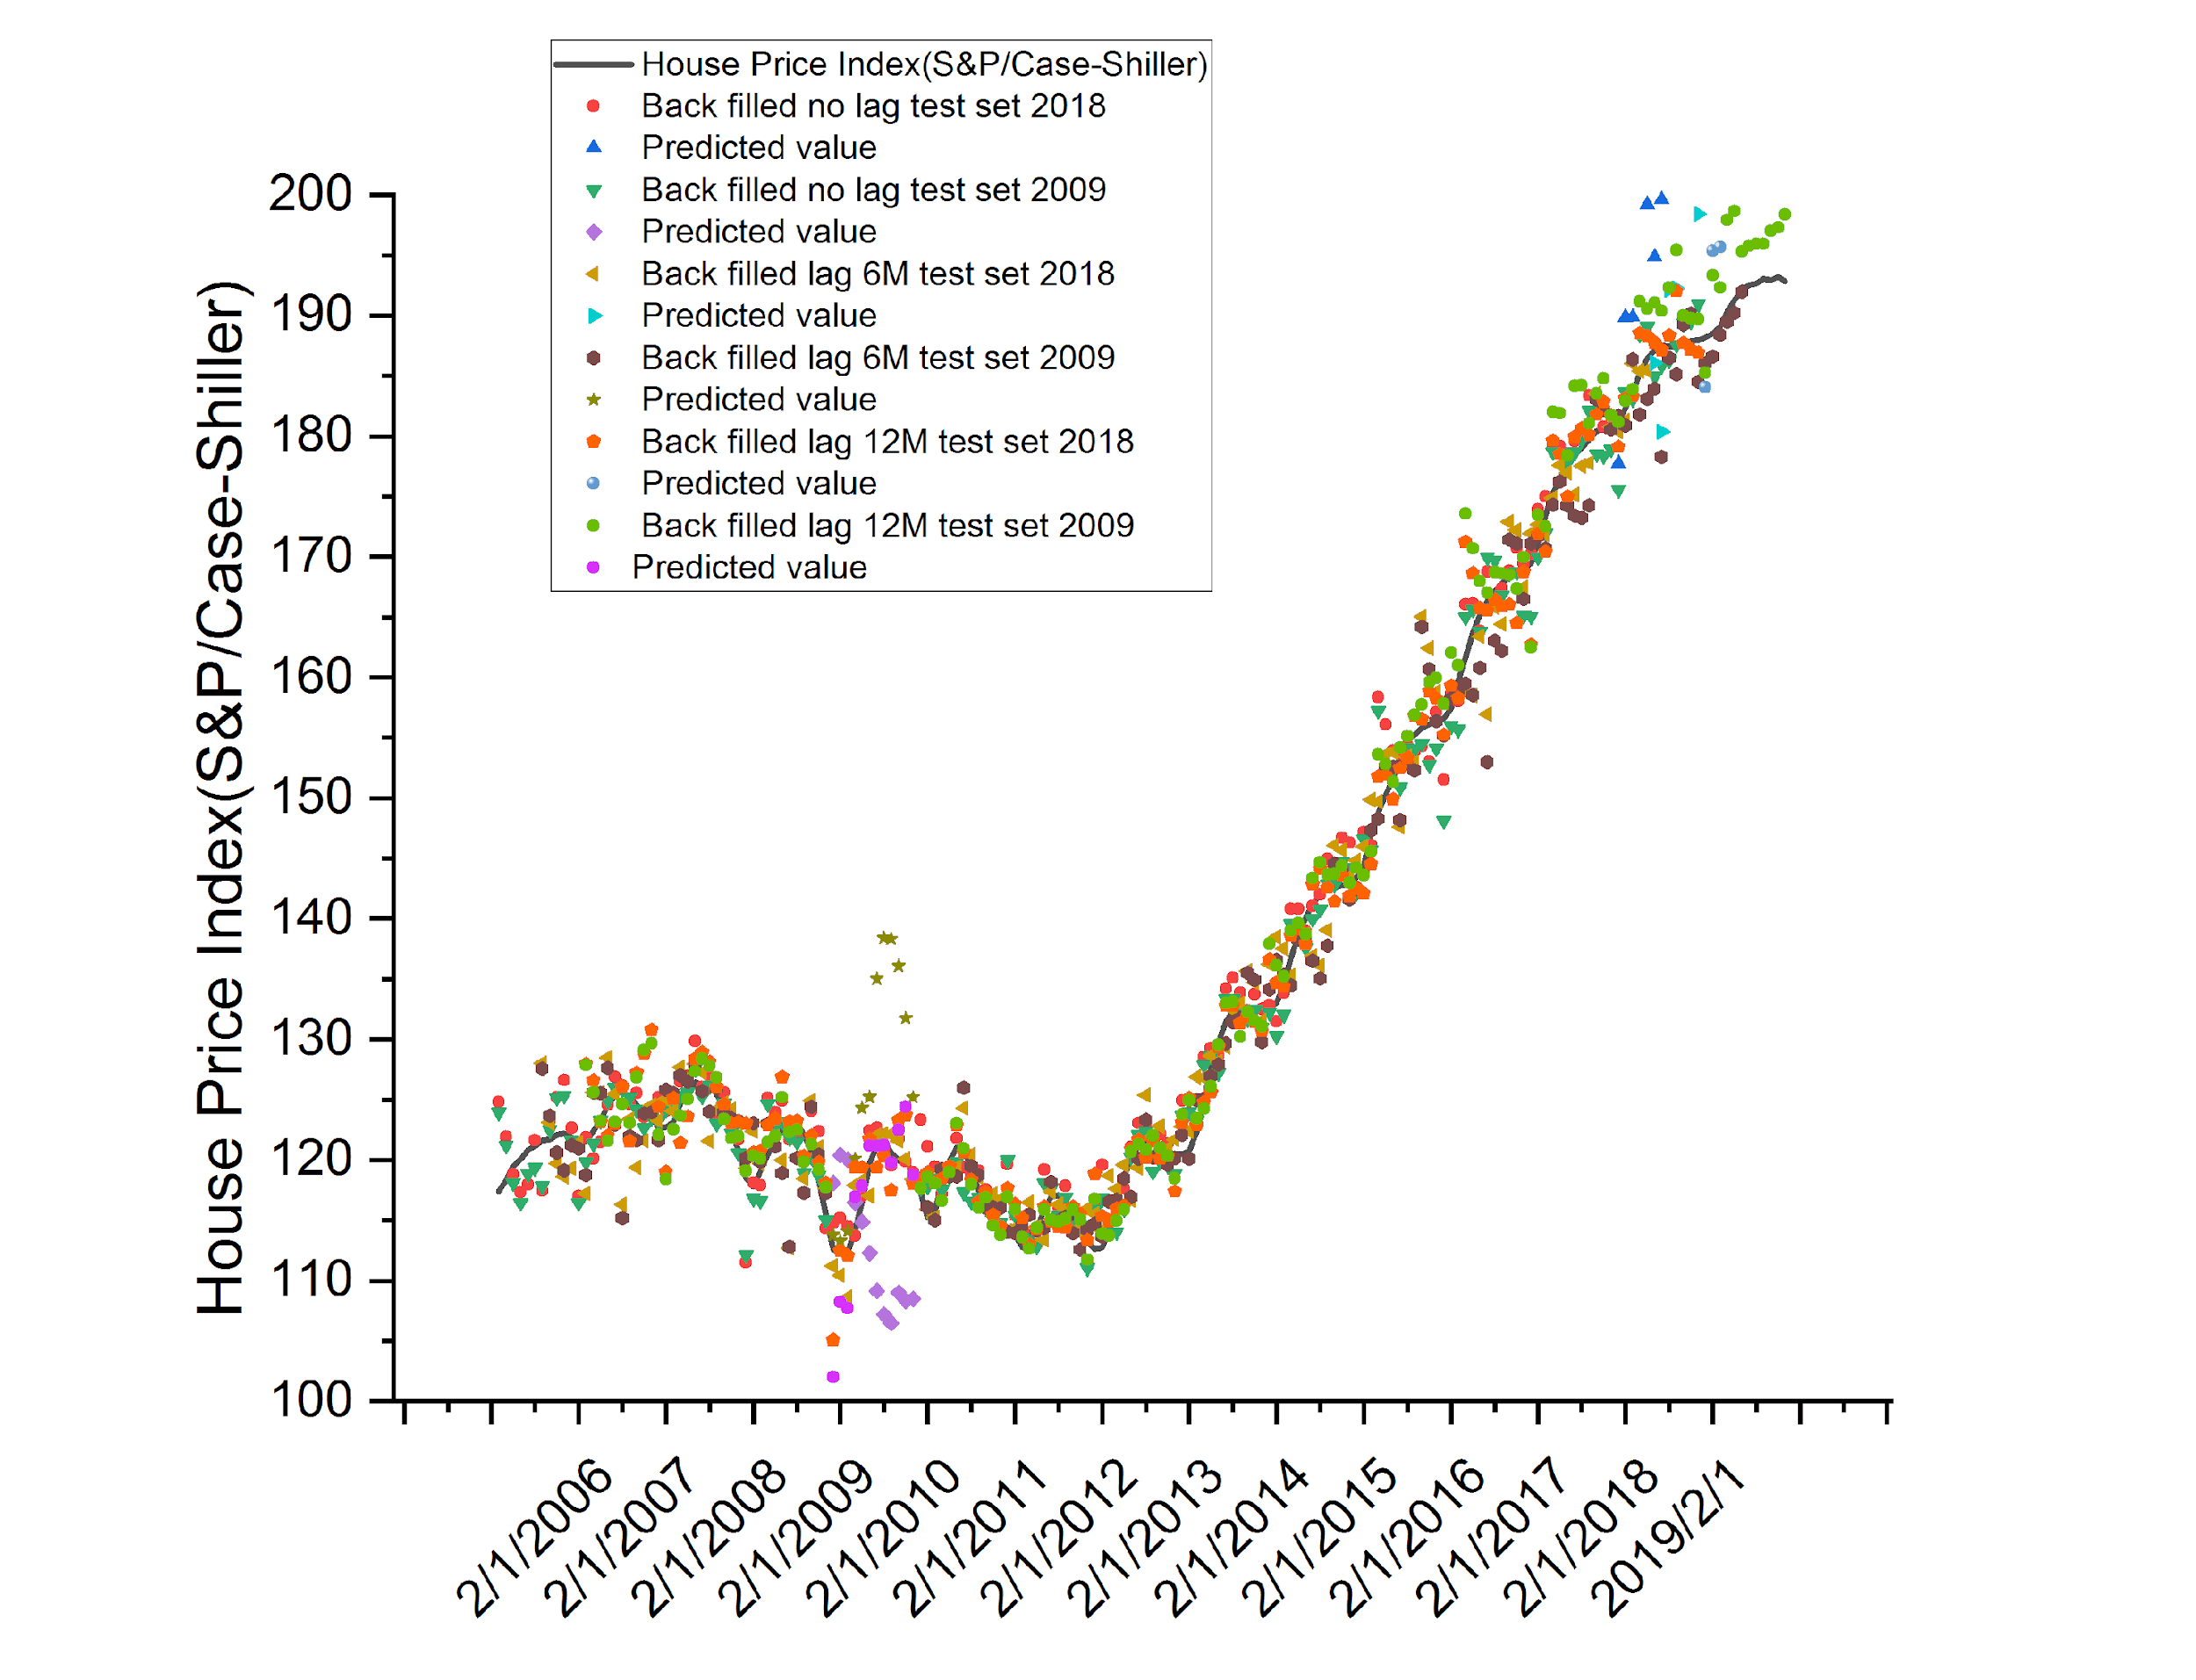 House Price Index(S&P/Case-Shiller)
Back filled no lag test set 2018
Predicted value
Back filled no lag test set 2009
Predicted value
Back filled lag 6M test set 2018
Predicted value
Back filled lag 6M test set 2009
Predicted value
Back filled lag 12M test set 2018
Predicted value
Back filled lag 12M test set 2009
Predicted value
House Price Index(S&P/Case-Shiller)
200
190
180
170
160
150
140
130
120
110
100
2/1/2006
2/1/2007
2/1/2008
2/1/2009
2/1/2010
2/1/2011
2/1/2012
2/1/2013
2/1/2014
2/1/2015
2/1/2016
2/1/2017
2/1/2018
2019/2/1